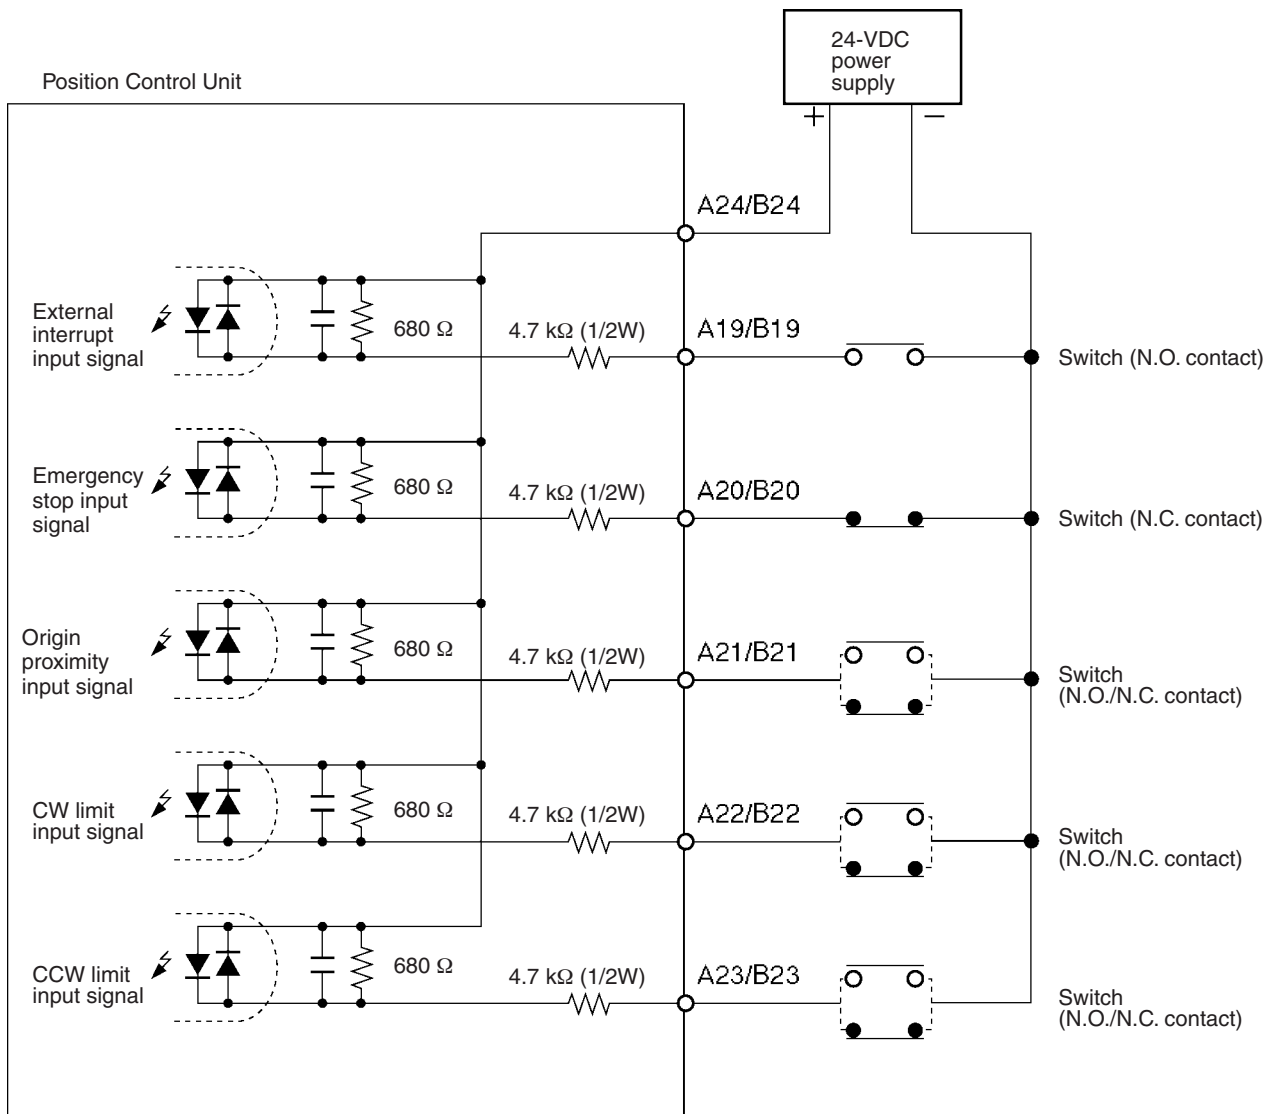 24-VDC
power
supply
Position Control Unit
+ −
A24/B24
External
interrupt
input signal
680 Ω
4.7 kΩ (1/2W)
A19/B19
Switch (N.O. contact)
Emergency
stop input
signal
680 Ω
4.7 kΩ (1/2W)
A20/B20
Switch (N.C. contact)
Origin
proximity
input signal
680 Ω
4.7 kΩ (1/2W)
A21/B21
Switch
(N.O./N.C. contact)
CW limit
input signal
680 Ω
4.7 kΩ (1/2W)
A22/B22
Switch
(N.O./N.C. contact)
CCW limit
input signal
680 Ω
4.7 kΩ (1/2W)
A23/B23
Switch
(N.O./N.C. contact)